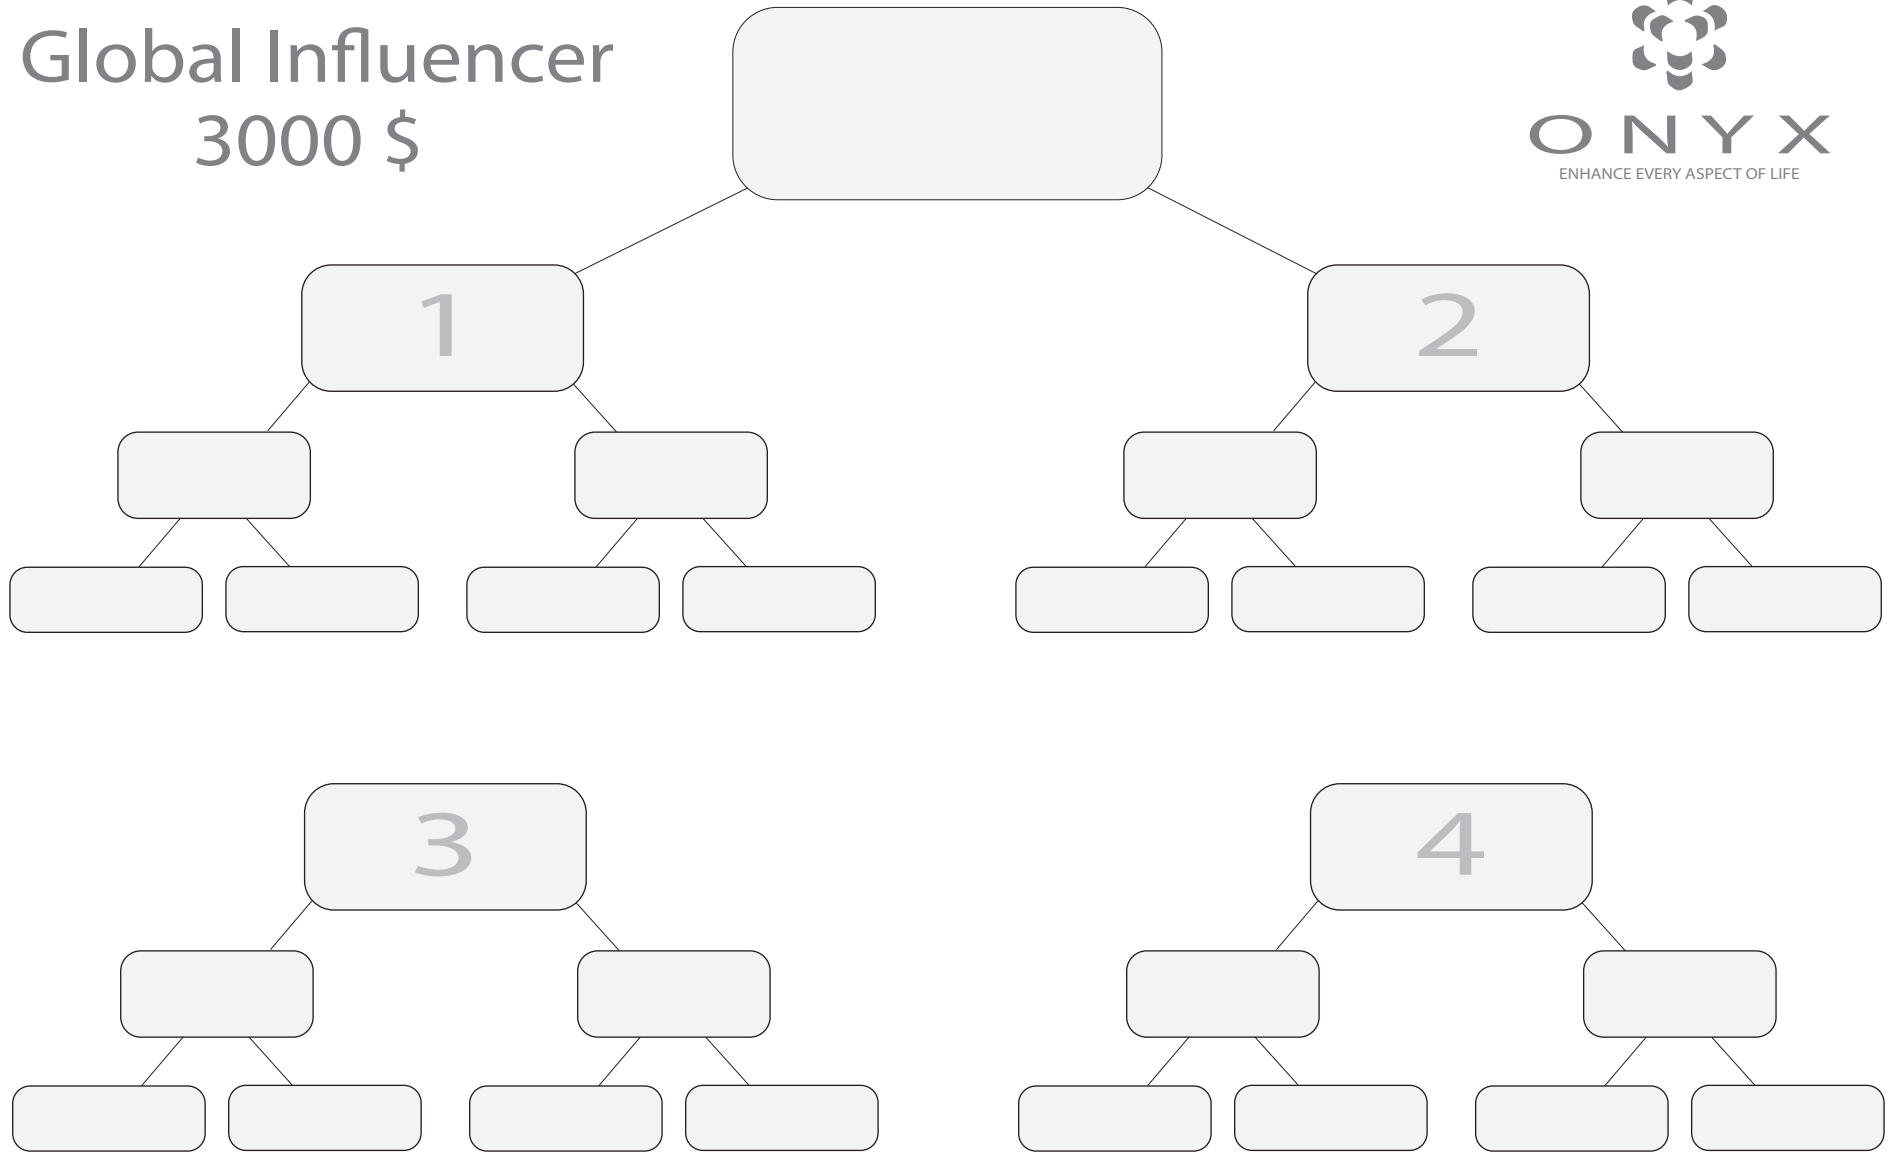 Global Influencer
3000 $
ONYX
ENHANCE EVERY ASPECT OF LIFE
1
2
3
4